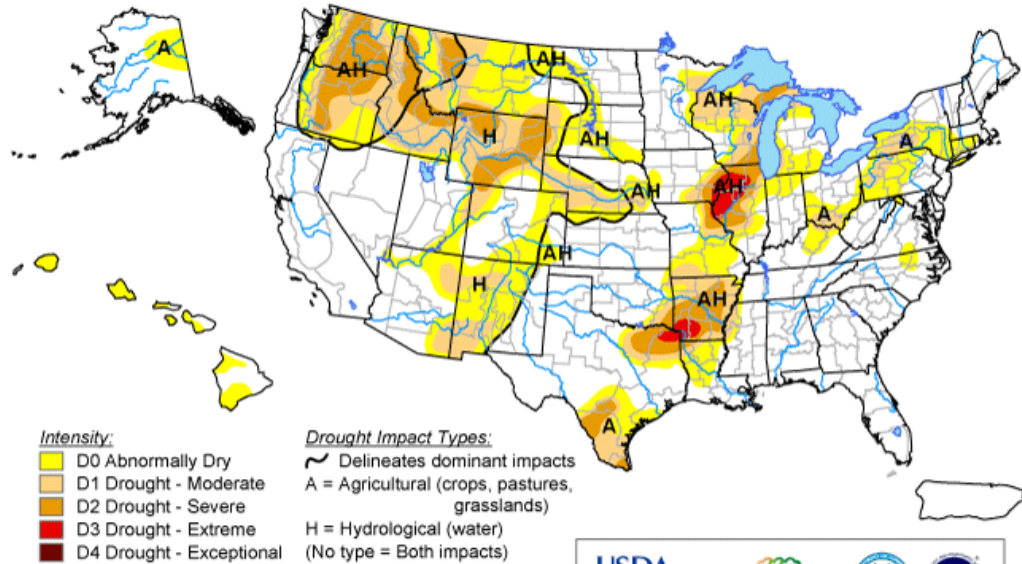 A
AH
AH
H
AH
AH
AH
A
AH
AH
A
AH
H
AH
A
Intensity:
D0 Abnormally Dry
D1 Drought - Moderate
D2 Drought - Severe
D3 Drought - Extreme
D4 Drought - Exceptional
Drought Impact Types:
Delineates dominant impacts
A = Agricultural (crops, pastures,
grasslands)
H = Hydrological (water)
(No type = Both impacts)
USDA